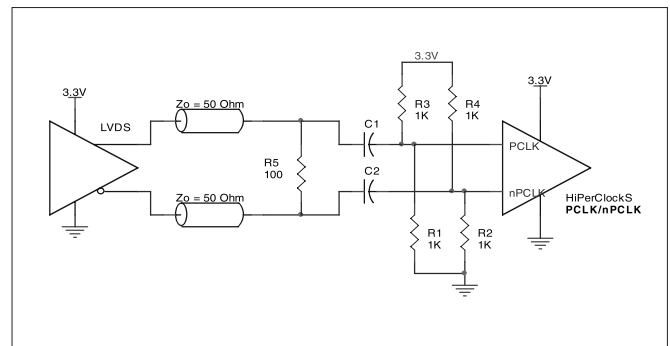 3.3V
LVDS
Zo = 50 Ohm
Zo = 50 Ohm
R5
100
C1
C2
3.3V
R3
1K
R4
1K
R1
1K
R2
1K
3.3V
PCLK
nPCLK
HiPerClockS
PCLK/nPCLK